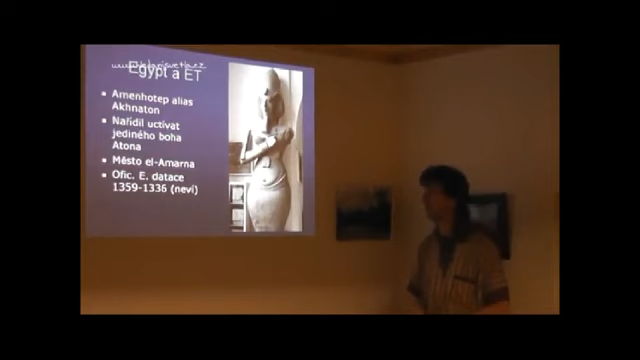 Egypt a ET
Amenhotep alias
Akhnaton
Nařídil uctívat
jediného boha
Atona
Město el-Amarna
Ofic. E. datace
1359-1336 (neví)